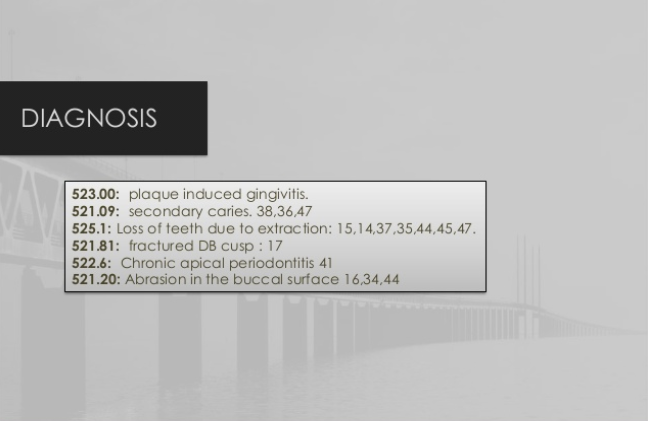 DIAGNOSIS
523.00: plaque induced gingivitis.
521.09: secondary caries. 38,36,47
525.1: Loss of teeth due to extraction: 15,14,37,35,44,45,47.
521.81: fractured DB cusp : 17
522.6: Chronic apical periodontitis 41
521.20: Abrasion in the buccal surface 16,34,44